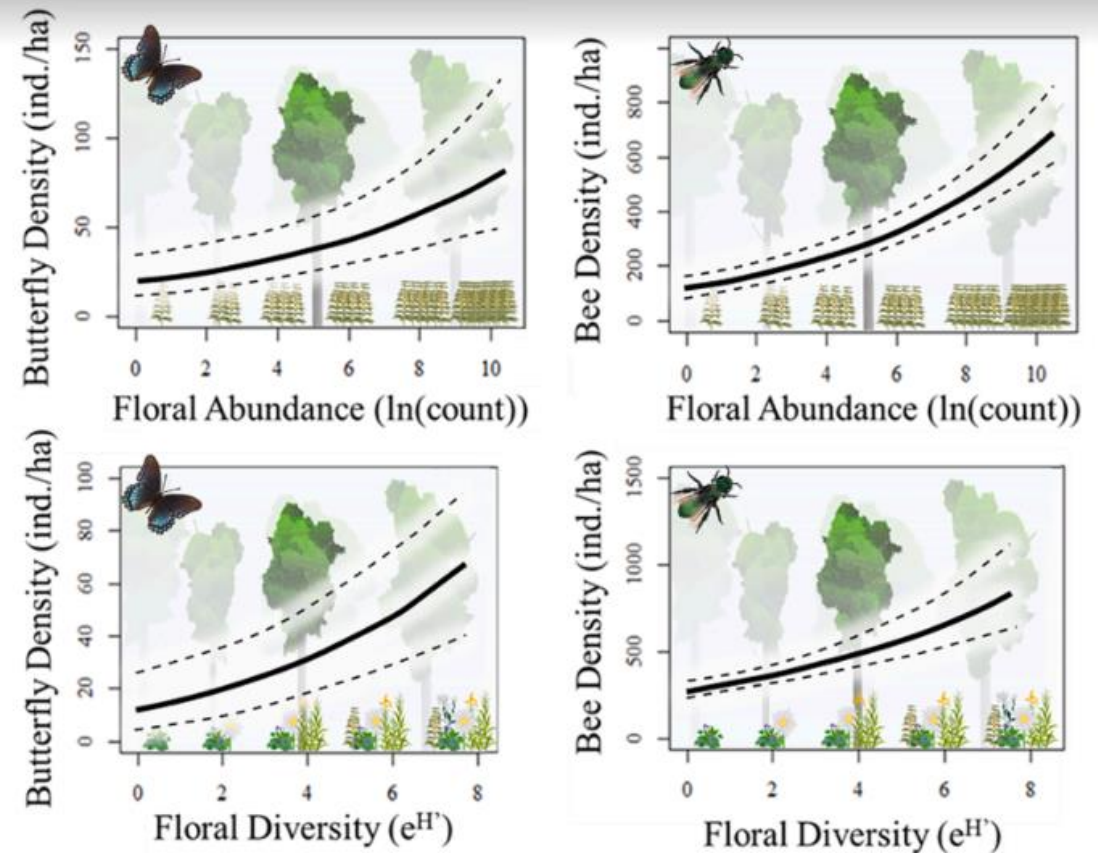 Butterfly Density (ind./ha)
150
100
50
0
0 2 4 6 8 10
Floral Abundance (ln(count))
Bee Density (ind./ha)
800
600
400
200
0
0 2 4 6 8 10
Floral Abundance (ln(count))
Butterfly Density (ind./ha)
100
80
60
40
20
0
0 2 4 6 8
Floral Diversity (eᴴ’)
Bee Density (ind./ha)
1500
1000
500
0
0 2 4 6 8
Floral Diversity (eᴴ’)